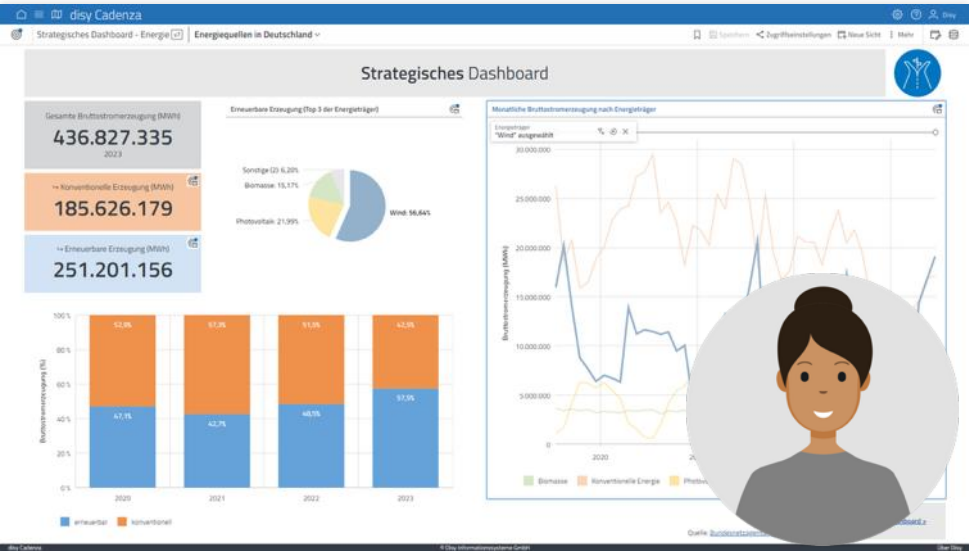 disy Cadenza
Disy
Strategisches Dashboard - Energie
Energiequellen in Deutschland
Speichern
Zugriffseinstellungen
Neue Sicht
Mehr
Strategisches Dashboard
Gesamte Bruttostromerzeugung (MWh)
436.827.335
2023
↪ Konventionelle Erzeugung (MWh)
185.626.179
↪ Erneuerbare Erzeugung (MWh)
251.201.156
Erneuerbare Erzeugung (Top 3 der Energieträger)
Sonstige (2): 6,20%
Biomasse: 15,17%
Photovoltaik: 21,99%
Wind: 56,64%
Monatliche Bruttostromerzeugung nach Energieträger
Energieträger
"Wind" ausgewählt
30.000.000
25.000.000
20.000.000
15.000.000
10.000.000
5.000.000
0
Bruttostromerzeugung (MWh)
2020
Biomasse
Konventionelle Energie
100%
80%
60%
40%
20%
0%
Bruttostromerzeugung (%)
52,9%
57,3%
51,5%
42,5%
47,1%
42,7%
48,5%
57,5%
2020
2021
2022
2023
erneuerbar
konventionell
Quelle:
disy Cadenza
© Disy Informationssysteme GmbH
Über Disy